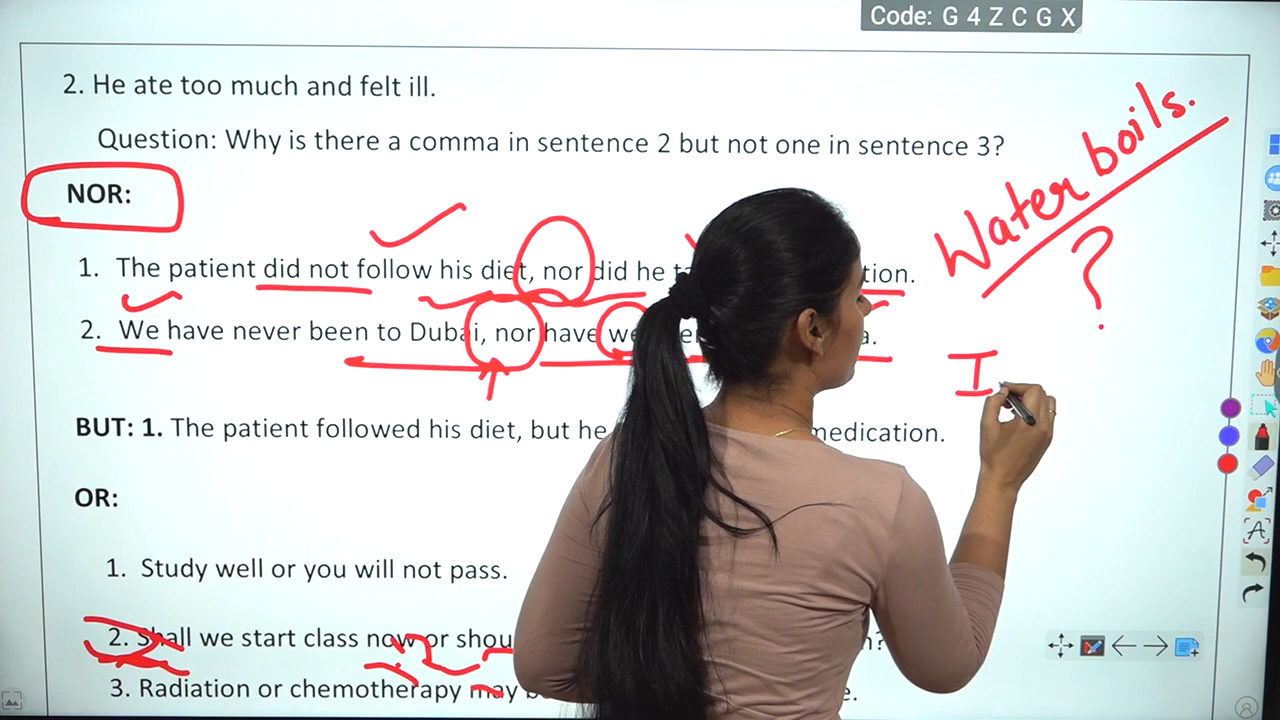 Code: G 4 Z C G X
2. He ate too much and felt ill.
Question: Why is there a comma in sentence 2 but not one in sentence 3?
NOR:
1. The patient did not follow his diet, nor did he
2. We have never been to Dubai, nor have we
BUT: 1. The patient followed his diet, but he medication.
OR:
1. Study well or you will not pass.
2. Shall we start class now or
3. Radiation or chemotherapy may
Water boils.
?
I